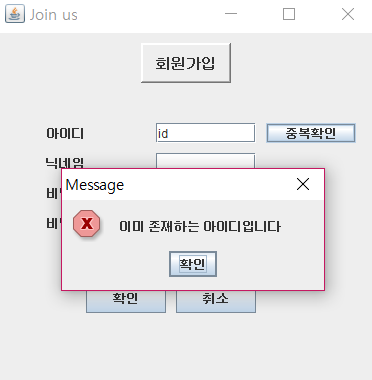 Join us
회원가입
아이디 id 중복확인
닉네임
Message
이미 존재하는 아이디입니다
확인
확인 취소